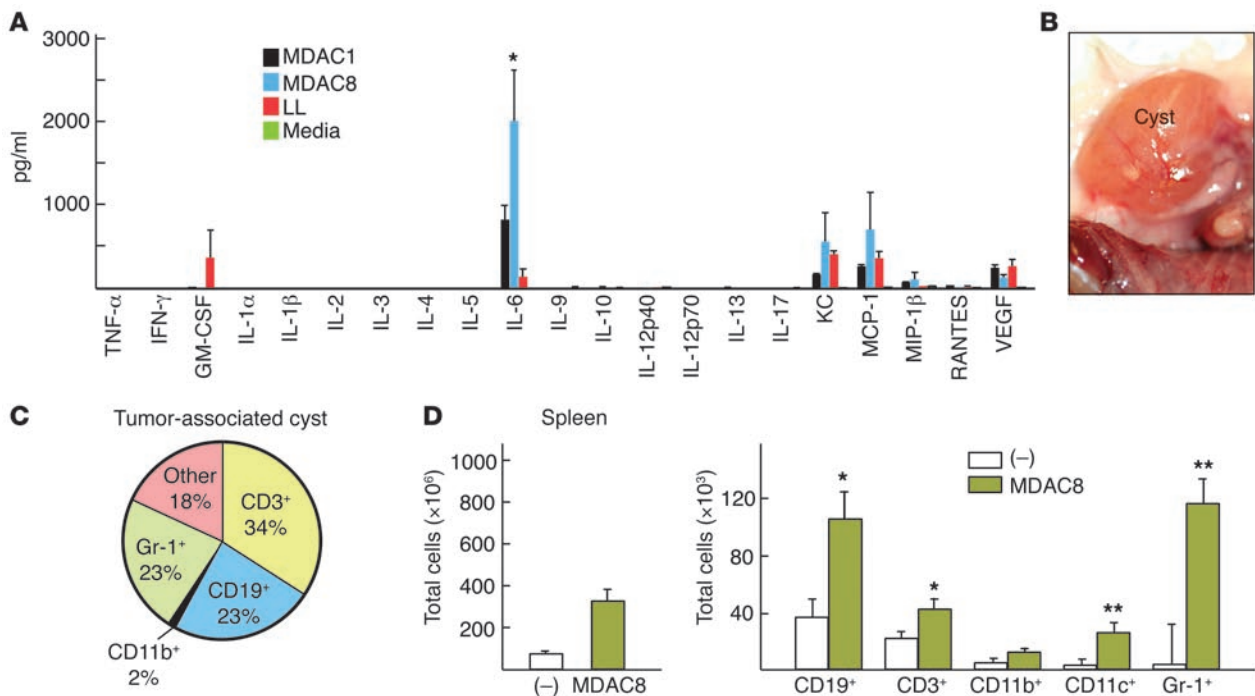 A
3000
2000
1000
pg/ml
MDAC1
MDAC8
LL
Media
*
TNF-α
IFN-γ
GM-CSF
IL-1α
IL-1β
IL-2
IL-3
IL-4
IL-5
IL-6
IL-9
IL-10
IL-12p40
IL-12p70
IL-13
IL-17
KC
MCP-1
MIP-1β
RANTES
VEGF
B
Cyst
C
Tumor-associated cyst
Other
18%
CD3+
34%
Gr-1+
23%
CD19+
23%
CD11b+
2%
D
Spleen
Total cells (×10⁶)
1000
800
600
400
200
(–) MDAC8
Total cells (×10³)
120
80
40
(–)
MDAC8
*
*
**
**
CD19+ CD3+ CD11b+ CD11c+ Gr-1+